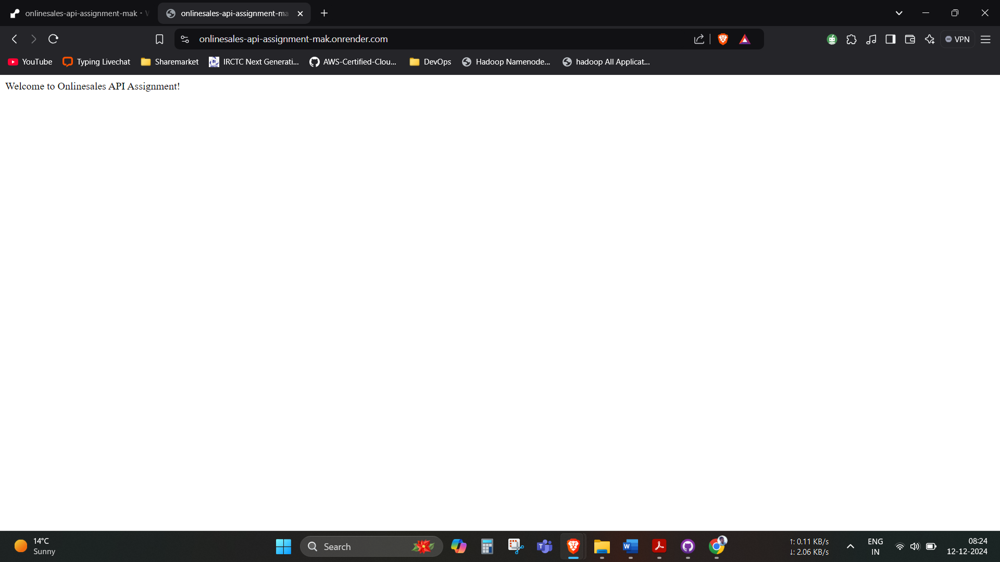 onlinesales-api-assignment-mak ·
onlinesales-api-assignment-ma
onlinesales-api-assignment-mak.onrender.com
VPN
YouTube
Typing Livechat
Sharemarket
IRCTC Next Generati...
AWS-Certified-Clou...
DevOps
Hadoop Namenode...
hadoop All Applicat...
Welcome to Onlinesales API Assignment!
14°C
Sunny
Search
↑: 0.11 KB/s
↓: 2.06 KB/s
ENG
IN
08:24
12-12-2024